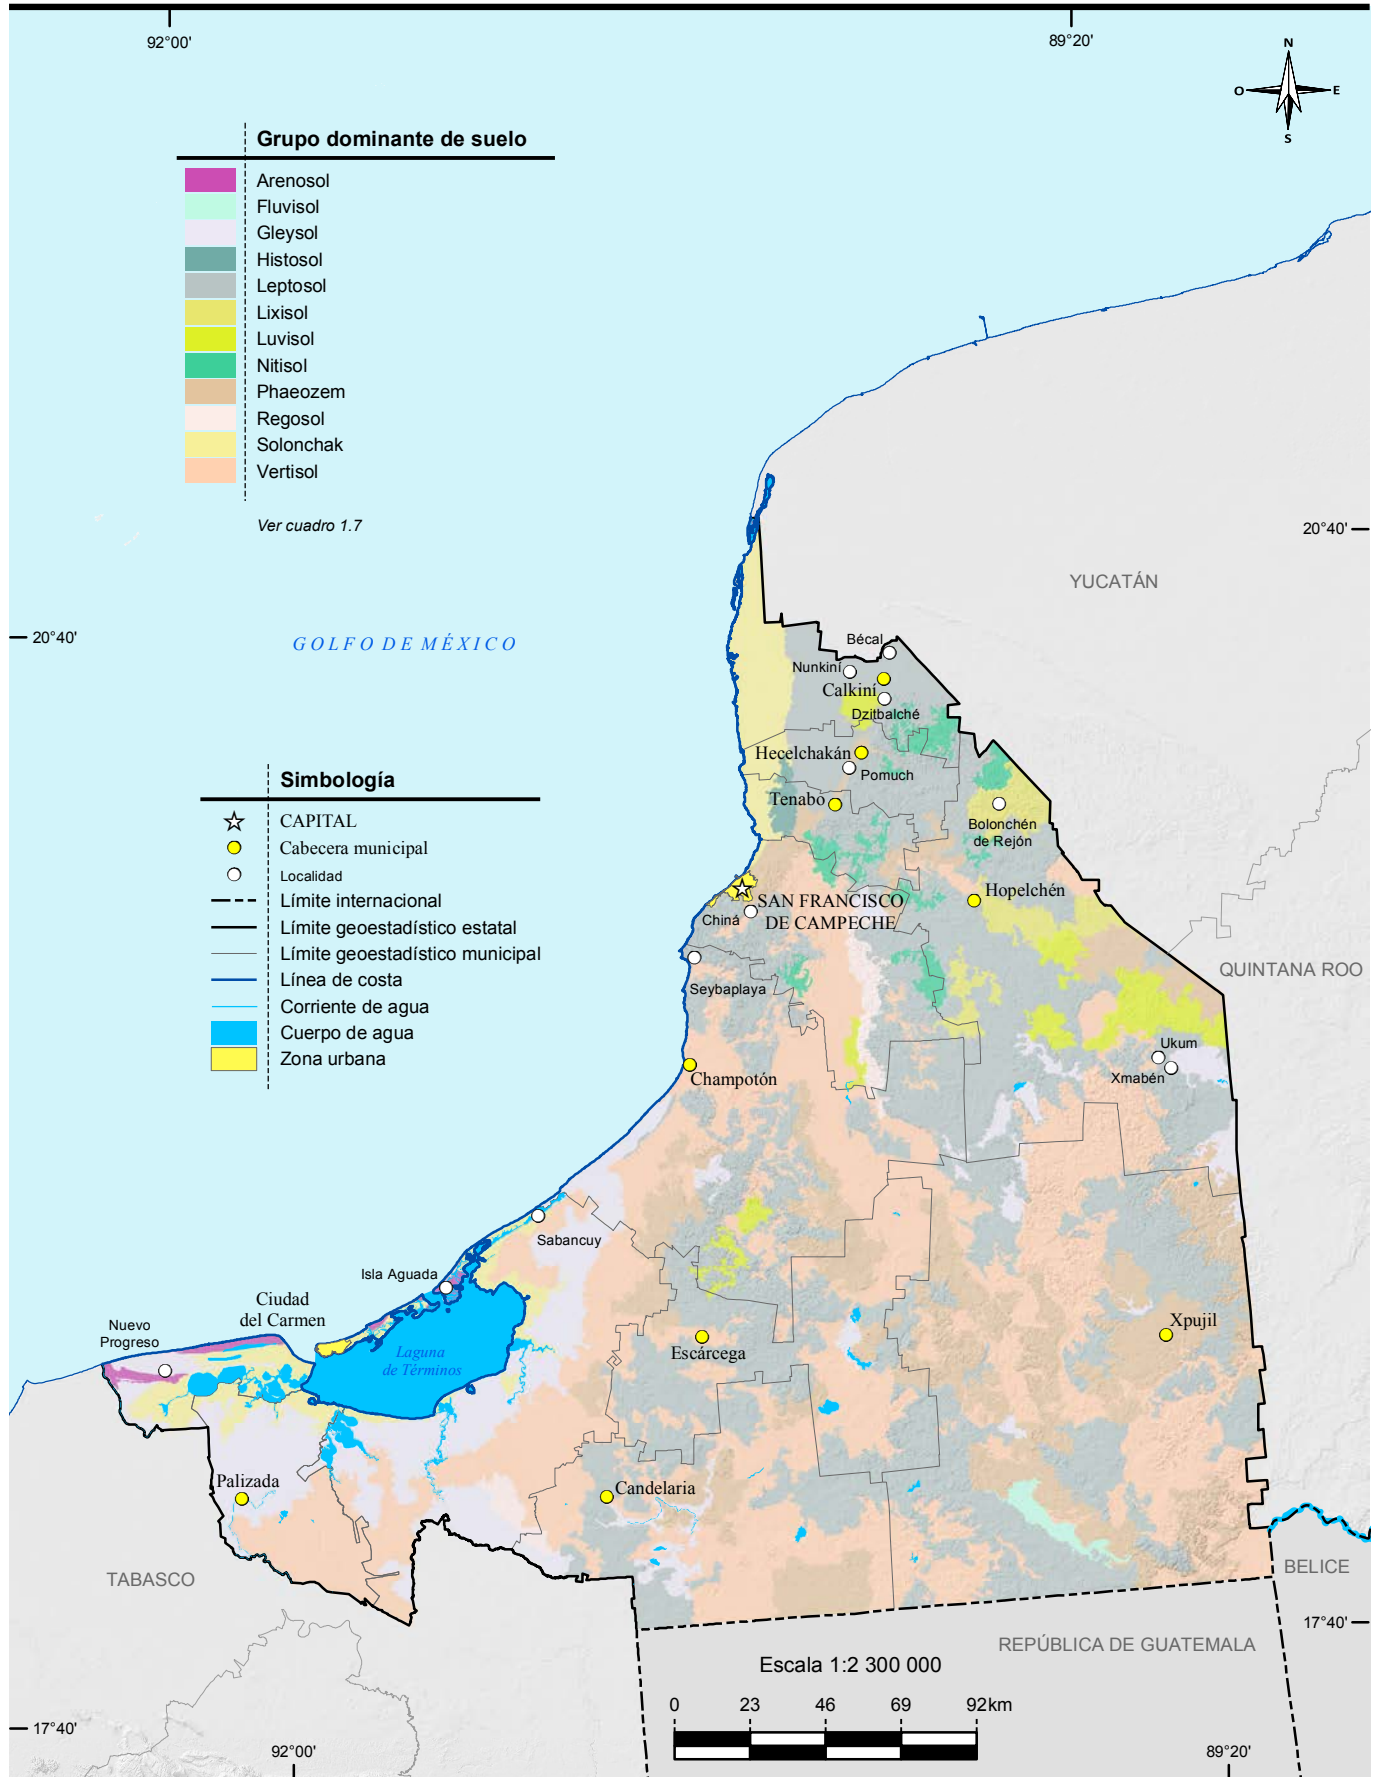 92°00'
89°20'
N
O
E
S
Grupo dominante de suelo
Arenosol
Fluvisol
Gleysol
Histosol
Leptosol
Lixisol
Luvisol
Nitisol
Phaeozem
Regosol
Solonchak
Vertisol
Ver cuadro 1.7
20°40'
YUCATÁN
20°40'
GOLFO DE MÉXICO
Bécal
Nunkiní
Calkiní
Dzitbalché
Hecelchakán
Pomuch
Tenabo
Bolonchén
de Rejón
Simbología
CAPITAL
Cabecera municipal
Localidad
Límite internacional
Límite geoestadístico estatal
Límite geoestadístico municipal
Línea de costa
Corriente de agua
Cuerpo de agua
Zona urbana
Hopelchén
SAN FRANCISCO
DE CAMPECHE
Chiná
Seybaplaya
QUINTANA ROO
Ukum
Xmabén
Champotón
Sabancuy
Isla Aguada
Ciudad
del Carmen
Nuevo
Progreso
Laguna
de Términos
Xpujil
Escárcega
Palizada
Candelaria
TABASCO
BELICE
17°40'
REPÚBLICA DE GUATEMALA
Escala 1:2 300 000
0 23 46 69 92km
17°40'
92°00'
89°20'